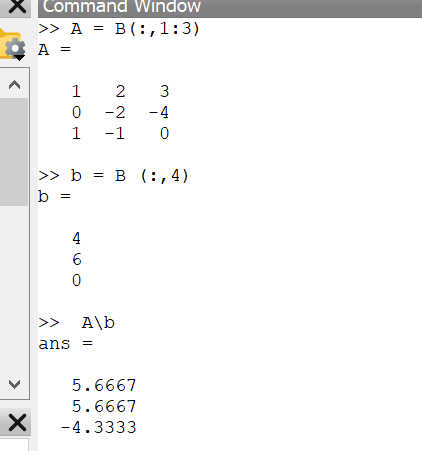 Command Window
>> A = B(:,1:3)
A =
1 2 3
0 -2 -4
1 -1 0
>> b = B (:,4)
b =
4
6
0
>> A\b
ans =
5.6667
5.6667
-4.3333